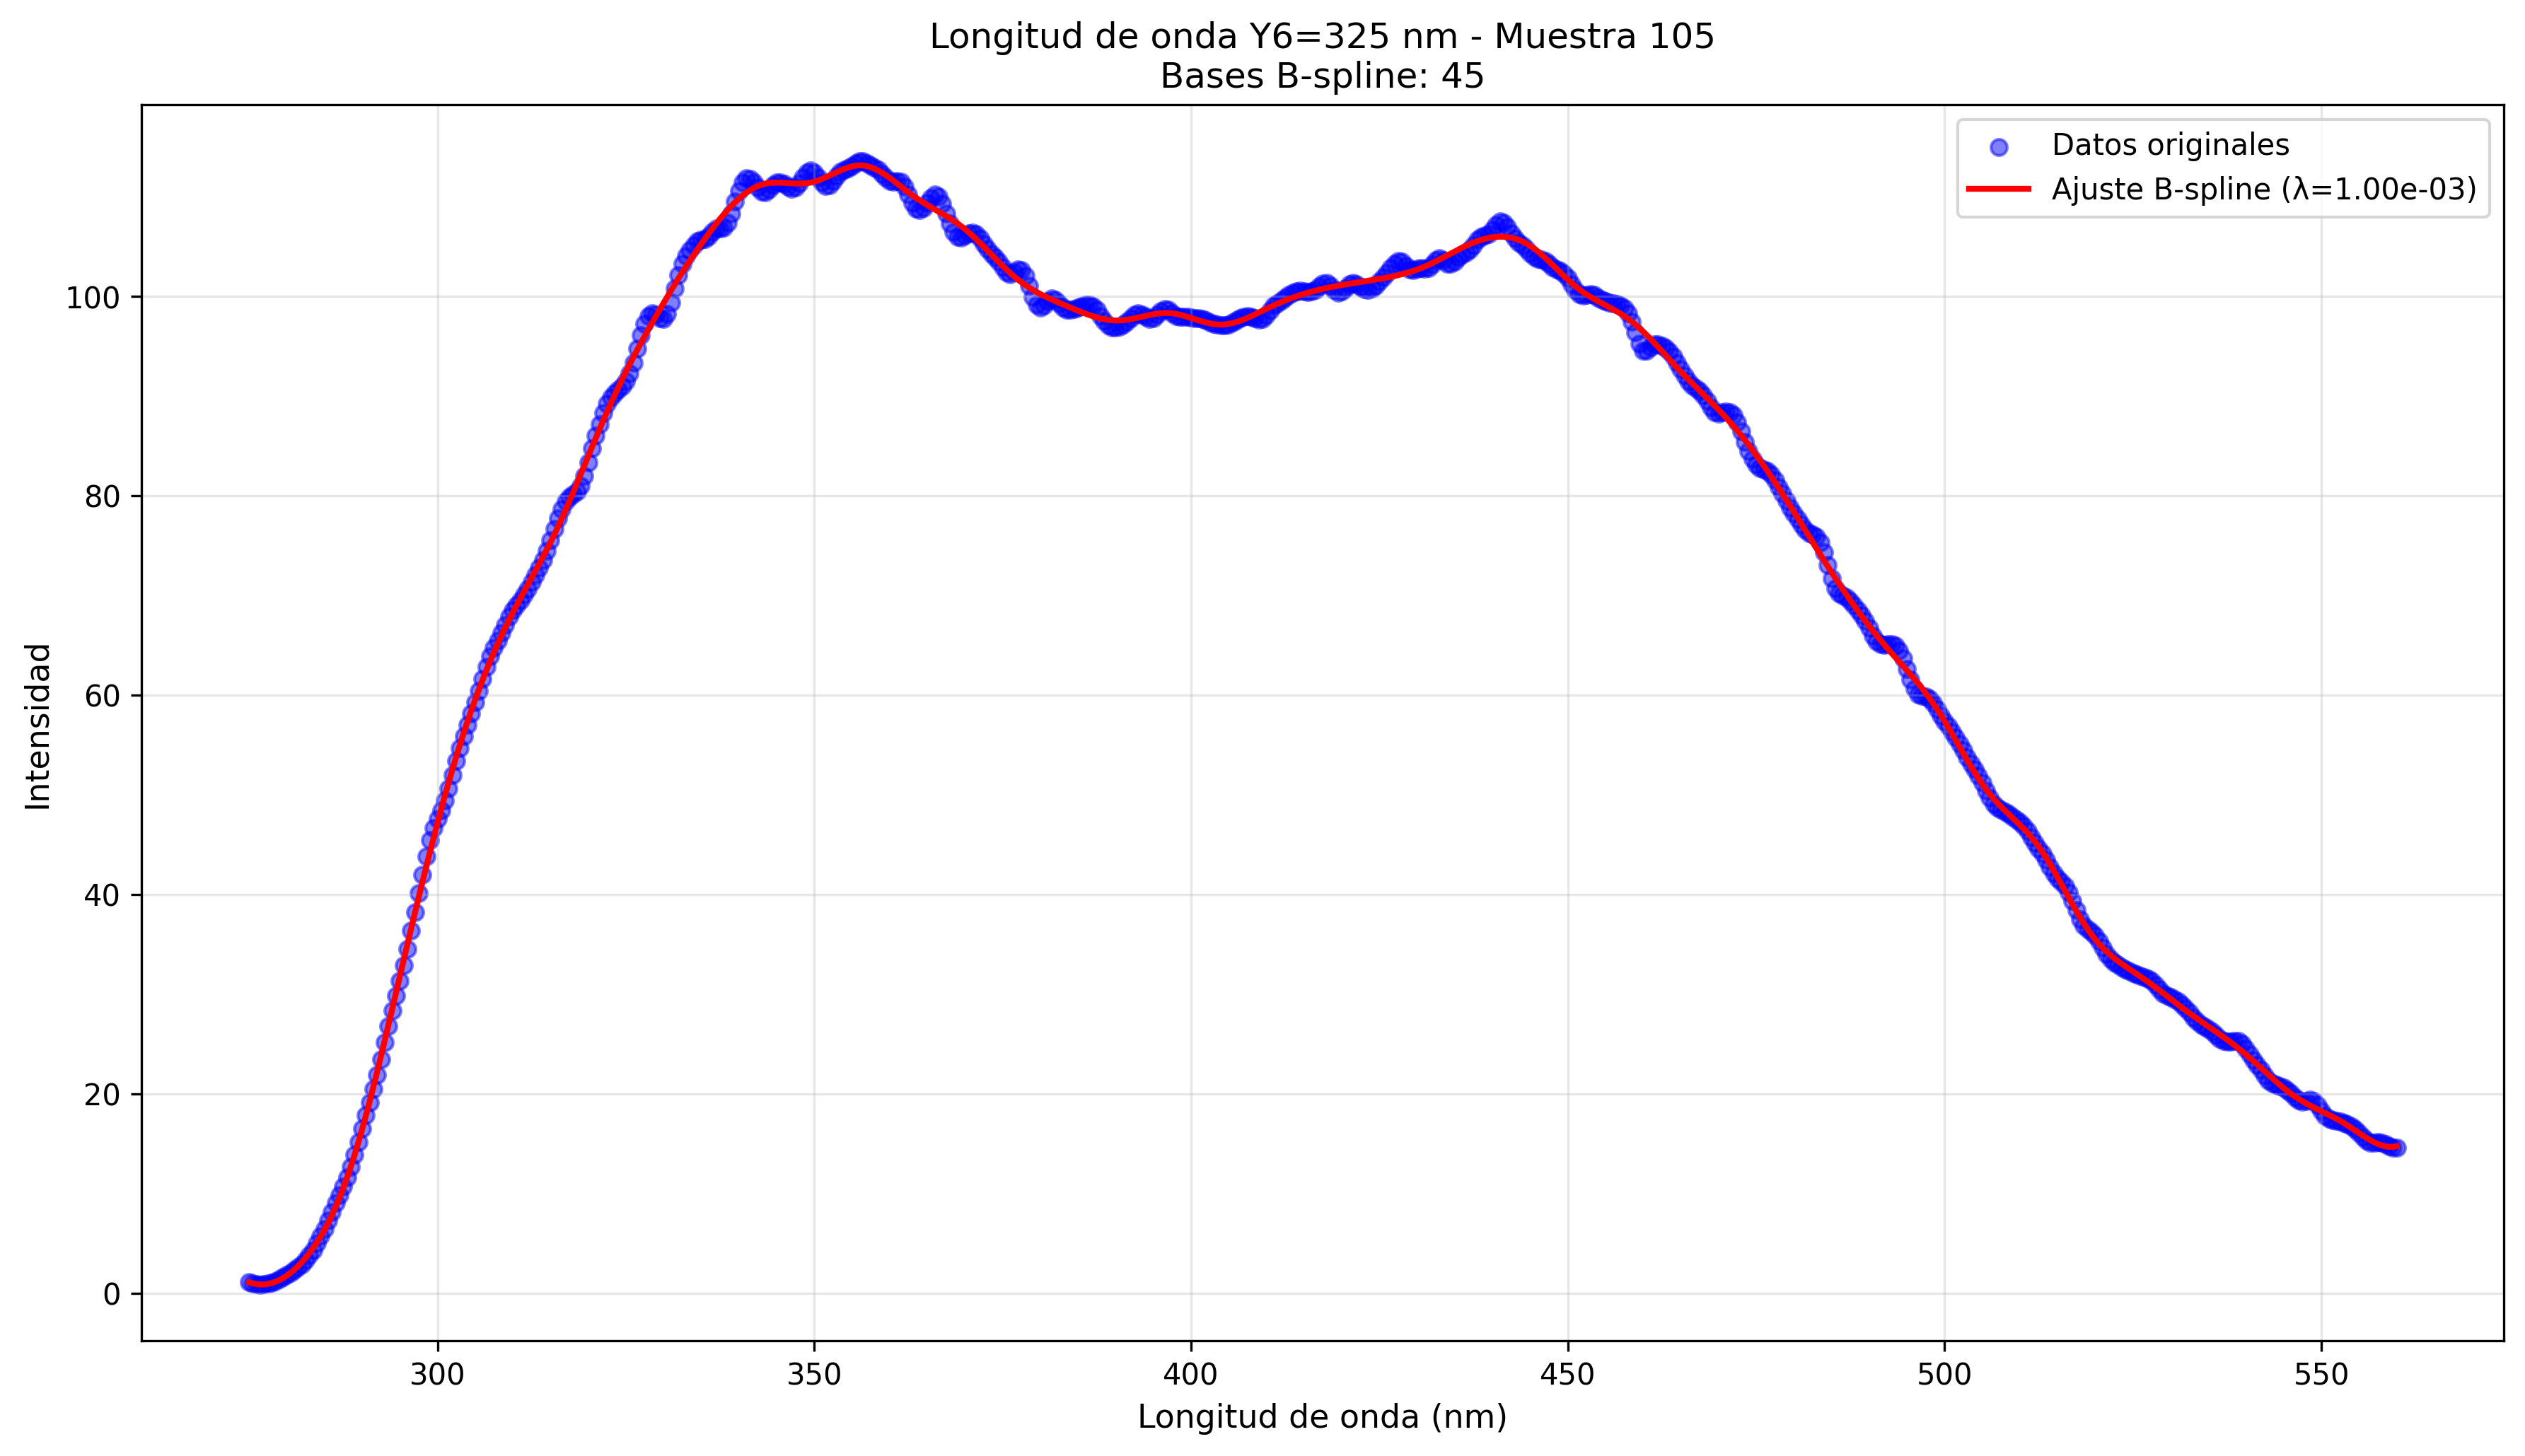 Longitud de onda Y6=325 nm - Muestra 105
Bases B-spline: 45
Datos originales
Ajuste B-spline (λ=1.00e-03)
Intensidad
100
80
60
40
20
0
300 350 400 450 500 550
Longitud de onda (nm)